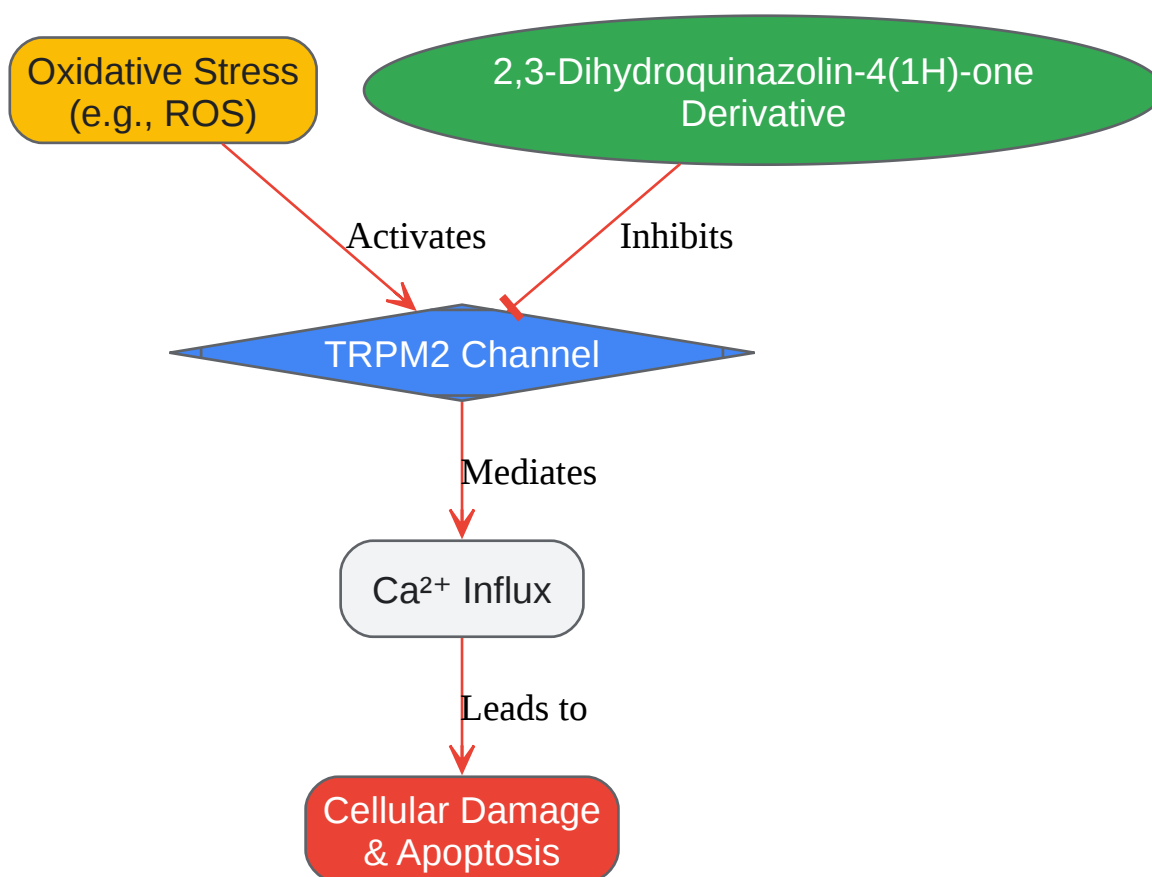 Oxidative Stress
(e.g., ROS)
2,3-Dihydroquinazolin-4(1H)-one
Derivative
Activates
Inhibits
TRPM2 Channel
Mediates
Ca²⁺ Influx
Leads to
Cellular Damage
& Apoptosis